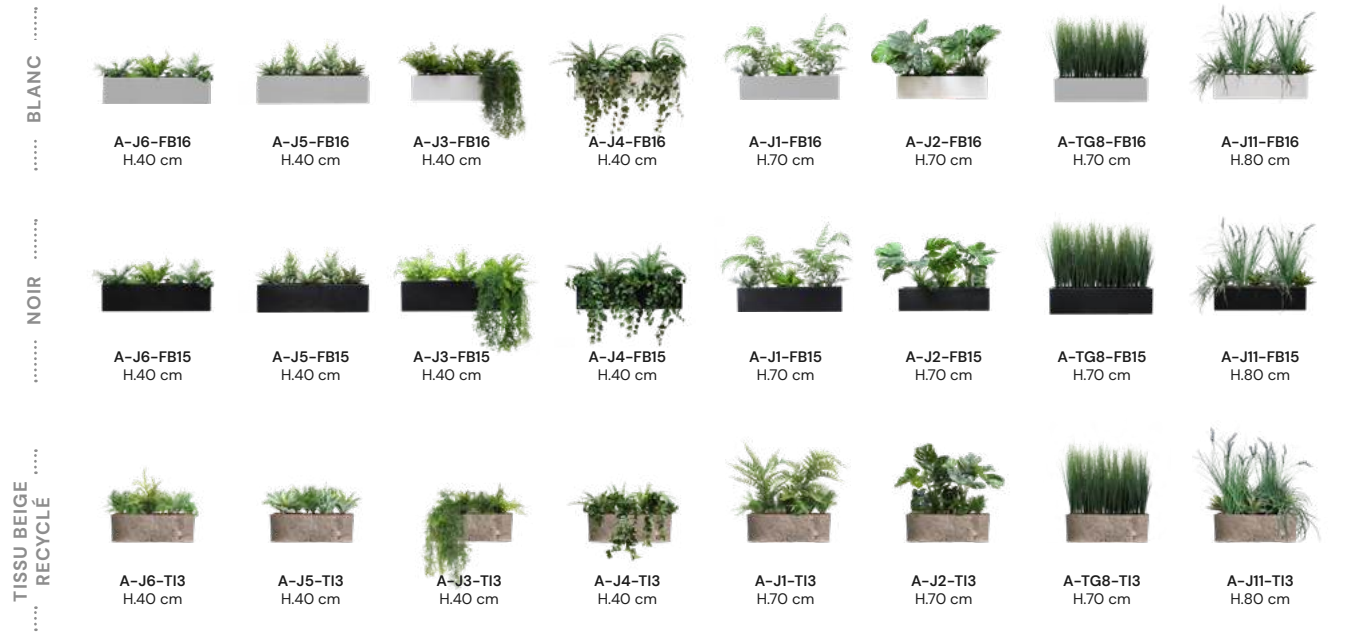 BLANC
A-J6-FB16
H.40 cm
A-J5-FB16
H.40 cm
A-J3-FB16
H.40 cm
A-J4-FB16
H.40 cm
A-J1-FB16
H.70 cm
A-J2-FB16
H.70 cm
A-TG8-FB16
H.70 cm
A-J11-FB16
H.80 cm
NOIR
A-J6-FB15
H.40 cm
A-J5-FB15
H.40 cm
A-J3-FB15
H.40 cm
A-J4-FB15
H.40 cm
A-J1-FB15
H.70 cm
A-J2-FB15
H.70 cm
A-TG8-FB15
H.70 cm
A-J11-FB15
H.80 cm
TISSU BEIGE
RECYCLÉ
A-J6-TI3
H.40 cm
A-J5-TI3
H.40 cm
A-J3-TI3
H.40 cm
A-J4-TI3
H.40 cm
A-J1-TI3
H.70 cm
A-J2-TI3
H.70 cm
A-TG8-TI3
H.70 cm
A-J11-TI3
H.80 cm